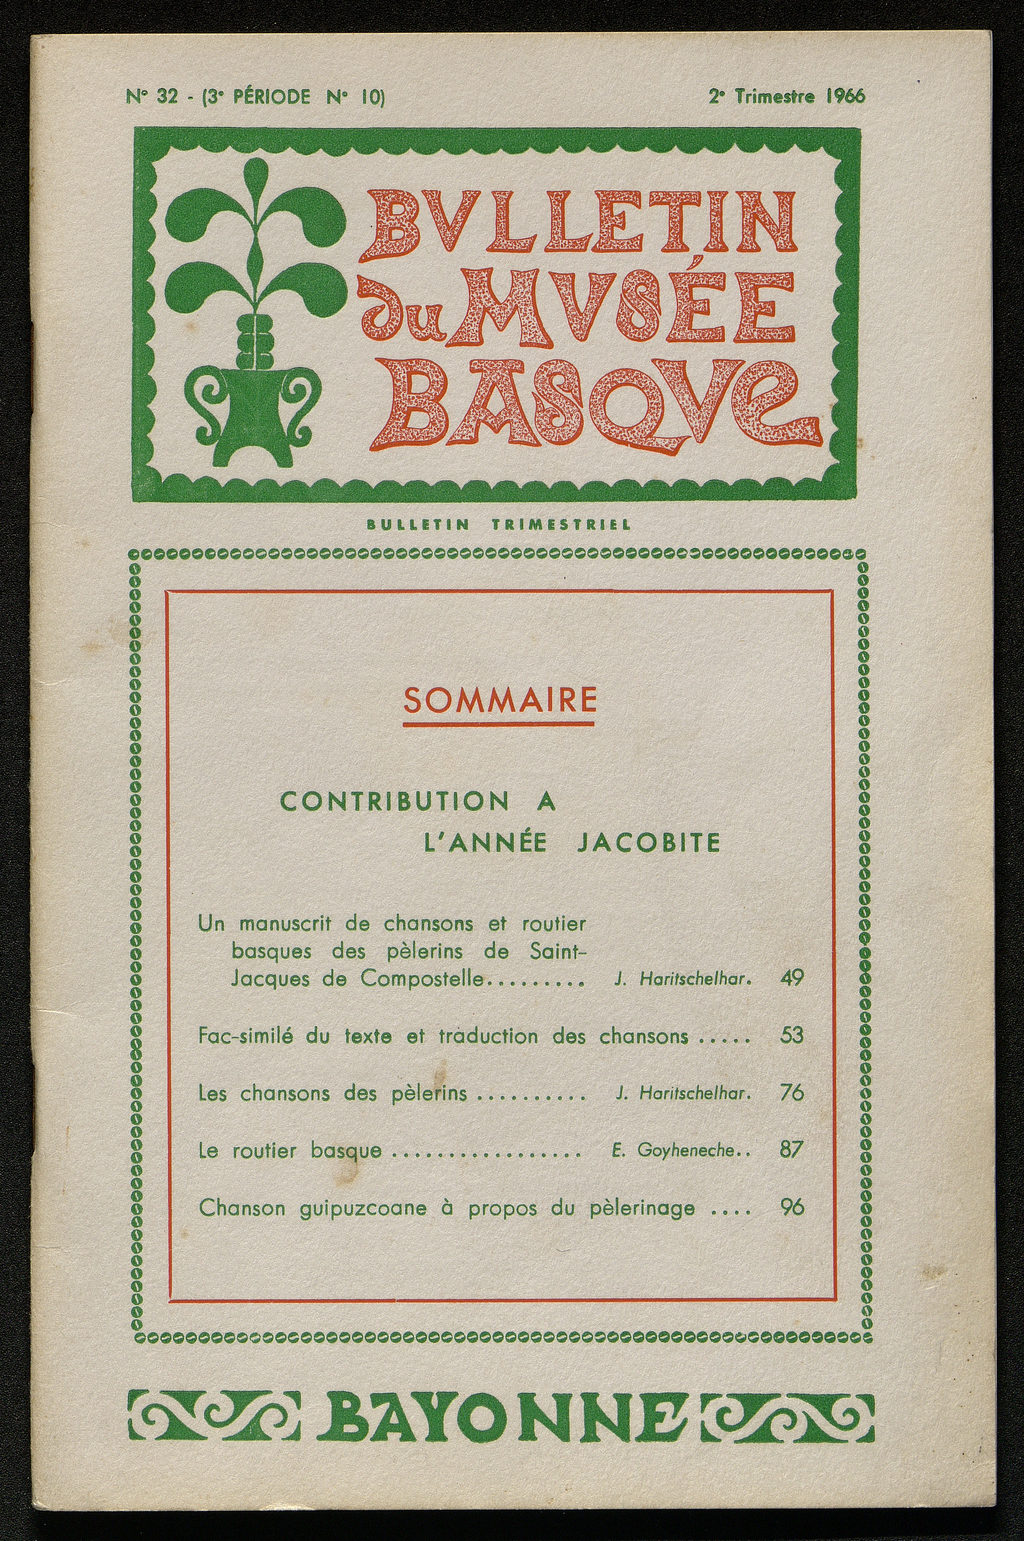 N° 32 - (3° PÉRIODE N° 10)
2° Trimestre 1966
BVLLETIN
du MVSÉE
BASQVe
BULLETIN TRIMESTRIEL
SOMMAIRE
CONTRIBUTION A
L'ANNÉE JACOBITE
Un manuscrit de chansons et routier
basques des pèlerins de Saint-
Jacques de Compostelle......... J. Haritschelhar. 49
Fac-similé du texte et traduction des chansons ..... 53
Les chansons des pèlerins .......... J. Haritschelhar. 76
Le routier basque ................. E. Goyheneche.. 87
Chanson guipuzcoane à propos du pèlerinage .... 96
BAYONNE